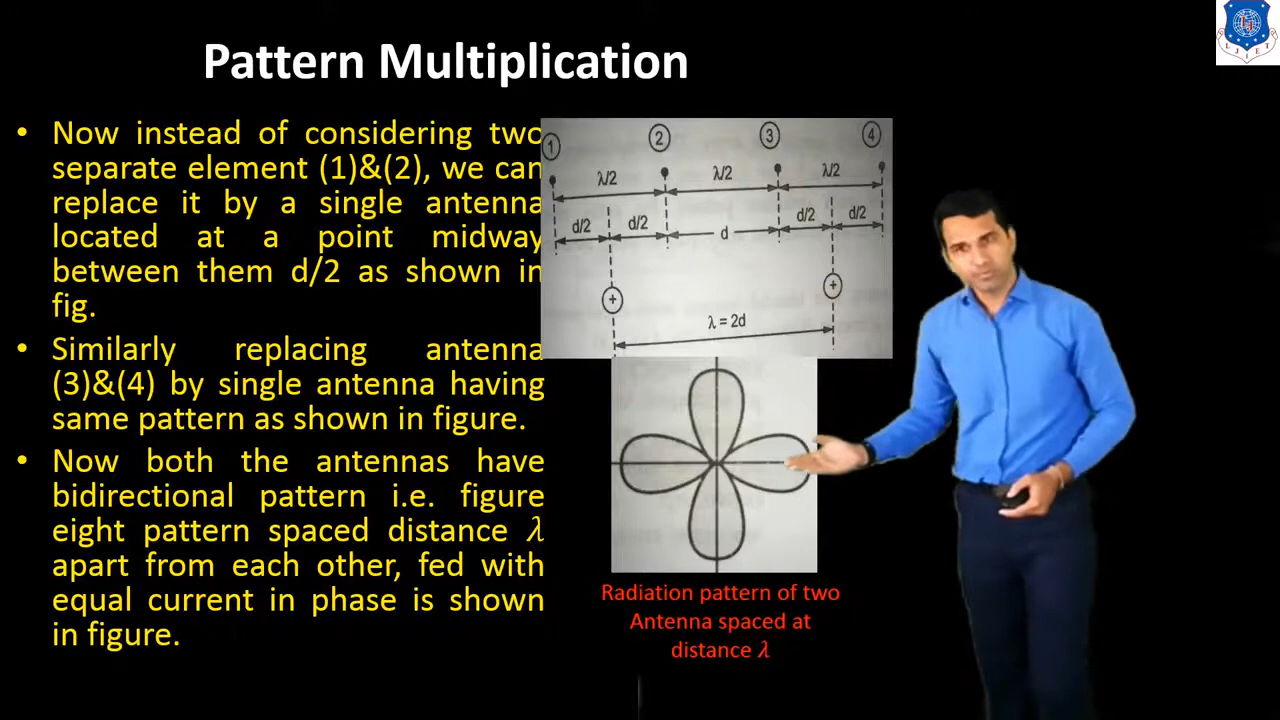 Pattern Multiplication
• Now instead of considering two
separate element (1)&(2), we can
replace it by a single antenna
located at a point midway
between them d/2 as shown in
fig.
• Similarly replacing antenna
(3)&(4) by single antenna having
same pattern as shown in figure.
• Now both the antennas have
bidirectional pattern i.e. figure
eight pattern spaced distance λ
apart from each other, fed with
equal current in phase is shown
in figure.
1 2 3 4
λ/2 λ/2 λ/2
d/2 d/2 d d/2 d/2
+ +
λ = 2d
Radiation pattern of two
Antenna spaced at
distance λ
LJIET